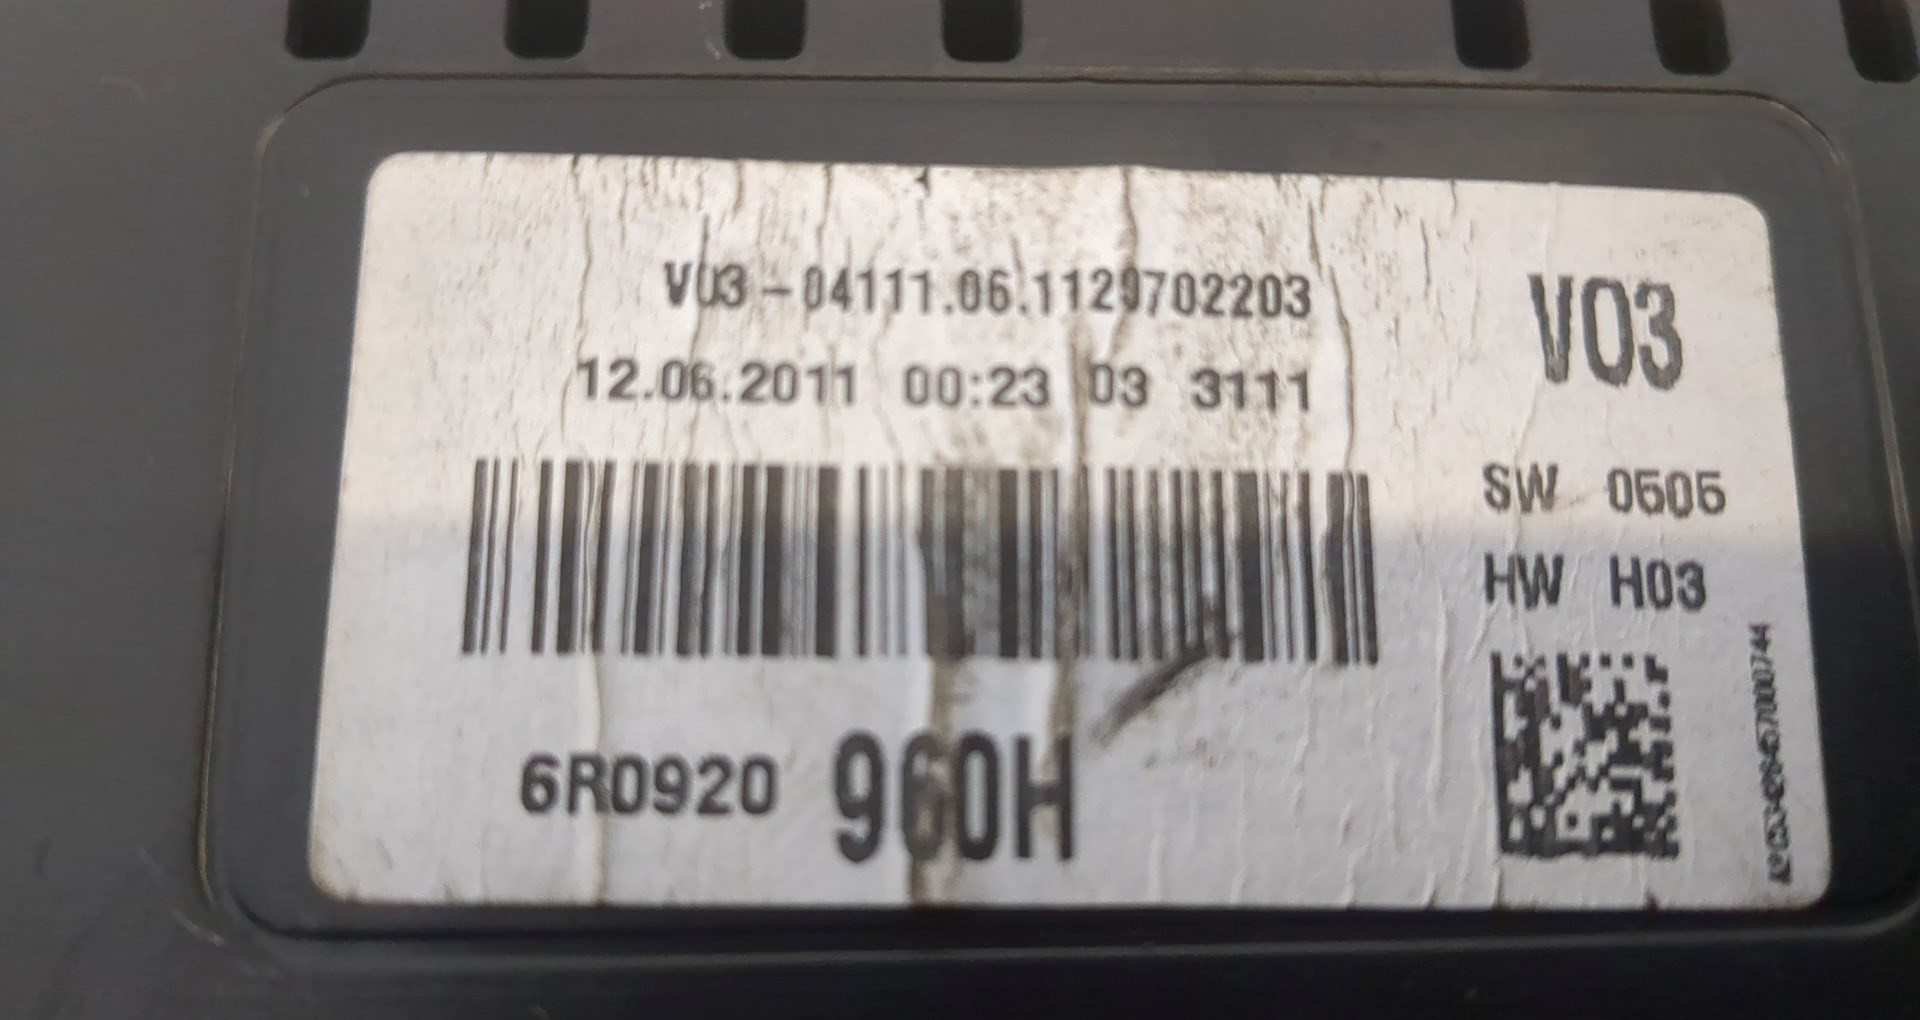 V03-04111.06.1129702203
12.06.2011 00:23 03 3111
V03
SW 0505
HW H03
6R0920 960H